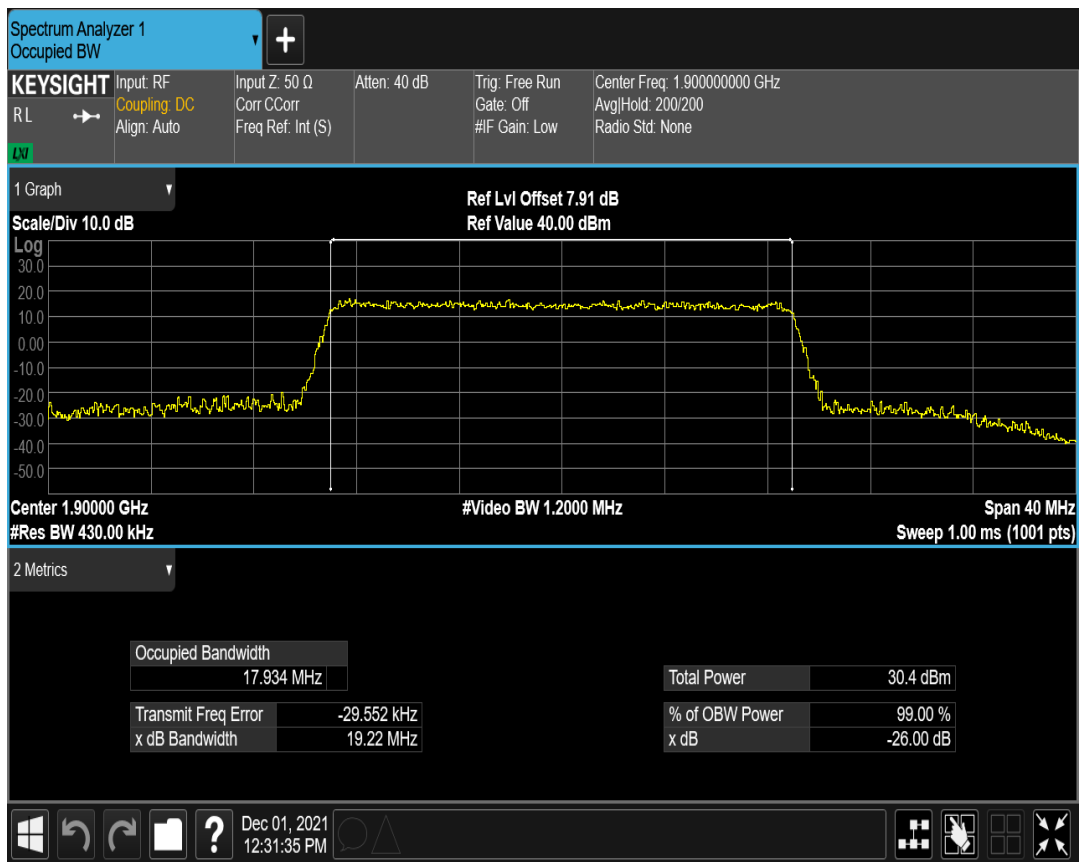 Spectrum Analyzer 1
Occupied BW
KEYSIGHT
R L
LXI
Input: RF
Coupling: DC
Align: Auto
Input Z: 50 Ω
Corr CCorr
Freq Ref: Int (S)
Atten: 40 dB
Trig: Free Run
Gate: Off
#IF Gain: Low
Center Freq: 1.900000000 GHz
Avg|Hold: 200/200
Radio Std: None
1 Graph
Scale/Div 10.0 dB
Ref Lvl Offset 7.91 dB
Ref Value 40.00 dBm
Log
30.0
20.0
10.0
0.00
-10.0
-20.0
-30.0
-40.0
-50.0
Center 1.90000 GHz
#Res BW 430.00 kHz
#Video BW 1.2000 MHz
Span 40 MHz
Sweep 1.00 ms (1001 pts)
2 Metrics
Occupied Bandwidth
17.934 MHz
Transmit Freq Error -29.552 kHz
x dB Bandwidth 19.22 MHz
Total Power 30.4 dBm
% of OBW Power 99.00 %
x dB -26.00 dB
?
Dec 01, 2021
12:31:35 PM